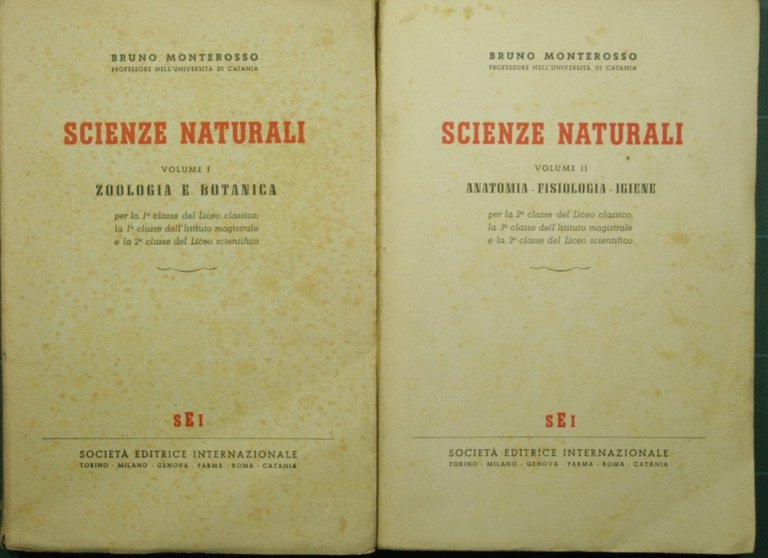 BRUNO MONTEROSSO
PROFESSORE NELL'UNIVERSITÀ DI CATANIA
SCIENZE NATURALI
VOLUME I
ZOOLOGIA E BOTANICA
per la 1ª classe del Liceo classico,
la 1ª classe dell'Istituto magistrale
e la 2ª classe del Liceo scientifico
SEI
SOCIETÀ EDITRICE INTERNAZIONALE
TORINO - MILANO - GENOVA - PARMA - ROMA - CATANIA
BRUNO MONTEROSSO
PROFESSORE NELL'UNIVERSITÀ DI CATANIA
SCIENZE NATURALI
VOLUME II
ANATOMIA - FISIOLOGIA - IGIENE
per la 2ª classe del Liceo classico,
la 3ª classe dell'Istituto magistrale
e la 3ª classe del Liceo scientifico
SEI
SOCIETÀ EDITRICE INTERNAZIONALE
TORINO - MILANO - GENOVA - PARMA - ROMA - CATANIA